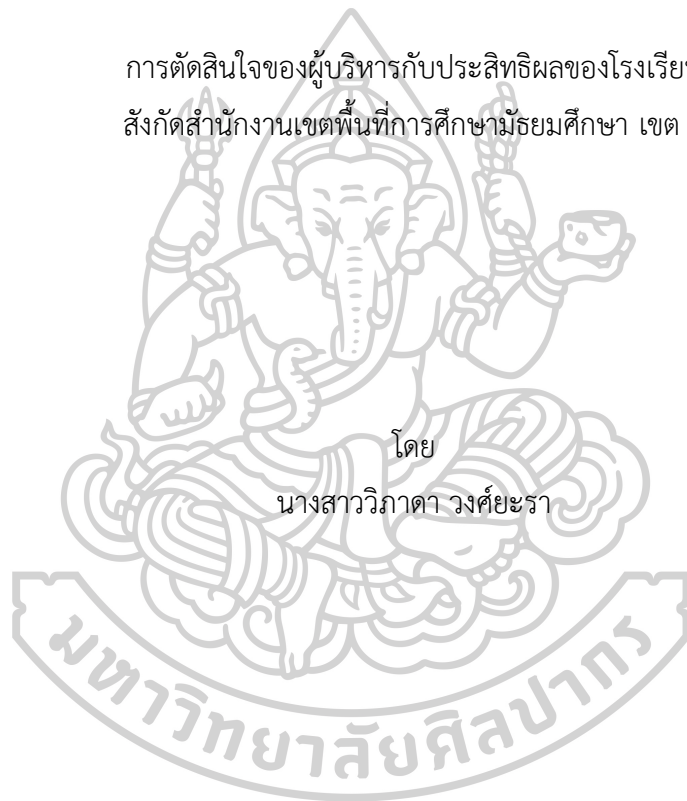 การตัดสินใจของผู้บริหารกับประสิทธิผลของโรงเรีย
สังกัดสำนักงานเขตพื้นที่การศึกษามัธยมศึกษา เขต
โดย
นางสาววิภาดา วงศ์ยะรา
มหาวิทยาลัยศิลปากร